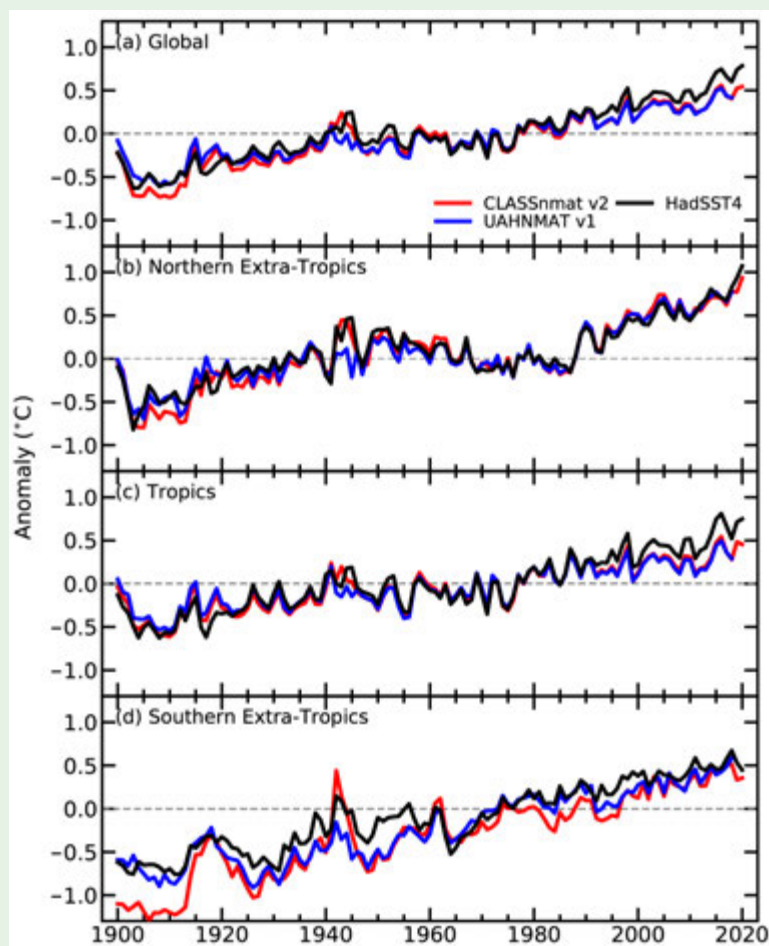 (a) Global
1.0
0.5
0.0
−0.5
−1.0
CLASSnmat v2
HadSST4
UAHNMAT v1
(b) Northern Extra-Tropics
1.0
0.5
0.0
−0.5
−1.0
Anomaly (°C)
(c) Tropics
1.0
0.5
0.0
−0.5
−1.0
(d) Southern Extra-Tropics
1.0
0.5
0.0
−0.5
−1.0
1900 1920 1940 1960 1980 2000 2020